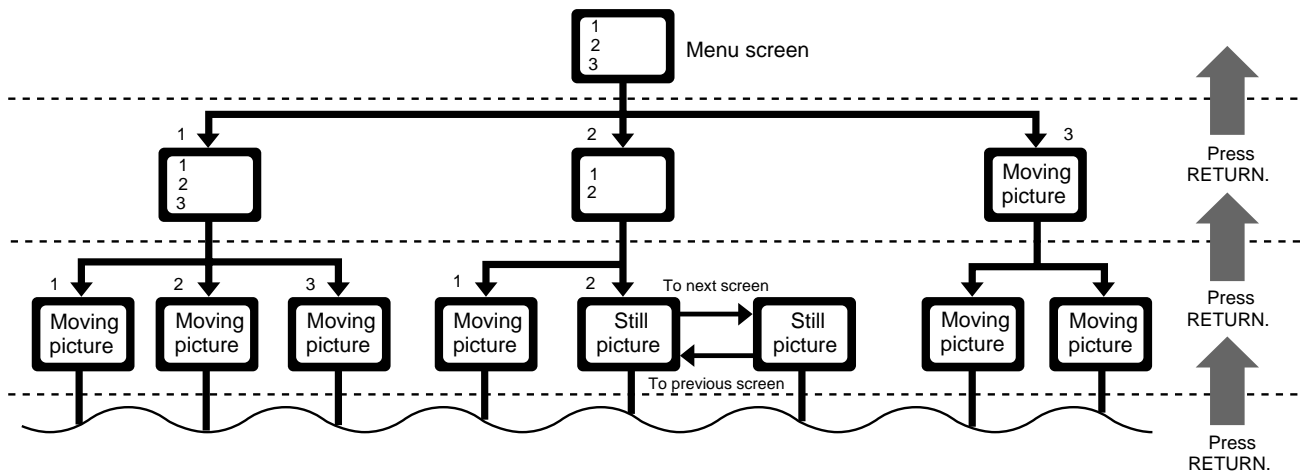 1
2
3
Menu screen
1
2
3
1
2
3
1
2
Moving
picture
Press
RETURN.
1
2
3
1
2
To next screen
Moving
picture
Moving
picture
Moving
picture
Moving
picture
Still
picture
Still
picture
Moving
picture
Moving
picture
To previous screen
Press
RETURN.
Press
RETURN.